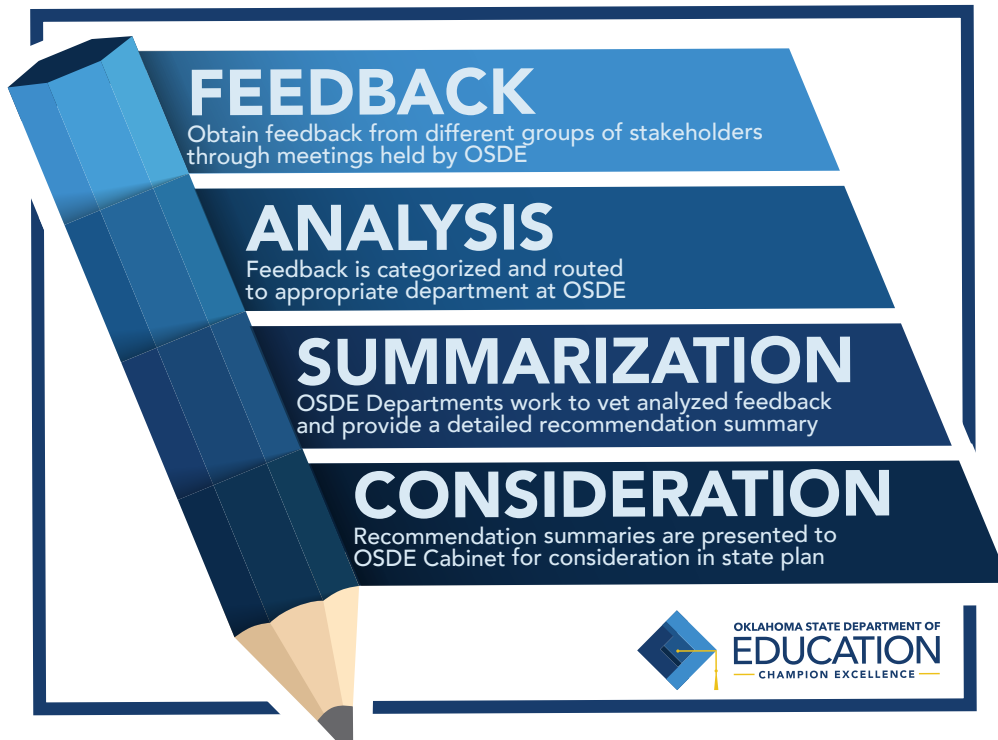 FEEDBACK
Obtain feedback from different groups of stakeholders
through meetings held by OSDE
ANALYSIS
Feedback is categorized and routed
to appropriate department at OSDE
SUMMARIZATION
OSDE Departments work to vet analyzed feedback
and provide a detailed recommendation summary
CONSIDERATION
Recommendation summaries are presented to
OSDE Cabinet for consideration in state plan
OKLAHOMA STATE DEPARTMENT OF
EDUCATION
CHAMPION EXCELLENCE